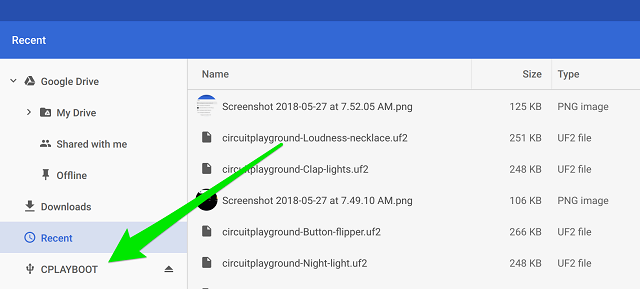 Recent
Google Drive
My Drive
Shared with me
Offline
Downloads
Recent
CPLAYBOOT
Name Size Type
Screenshot 2018-05-27 at 7.52.05 AM.png 125 KB PNG image
circuitplayground-Loudness-necklace.uf2 251 KB UF2 file
circuitplayground-Clap-lights.uf2 248 KB UF2 file
Screenshot 2018-05-27 at 7.49.10 AM.png 106 KB PNG image
circuitplayground-Button-flipper.uf2 266 KB UF2 file
circuitplayground-Night-light.uf2 248 KB UF2 file